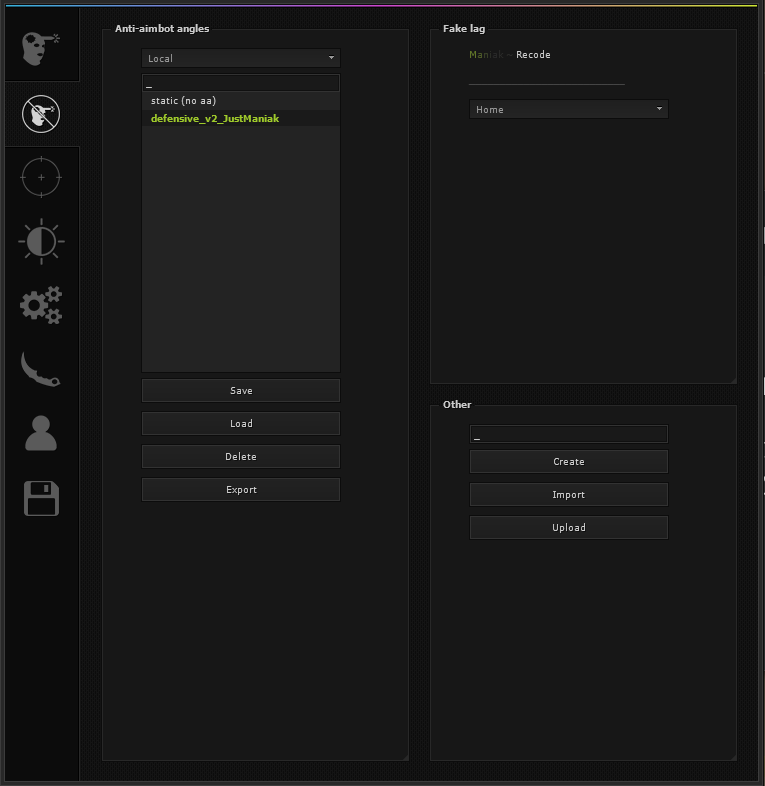 Anti-aimbot angles
Local
_
static (no aa)
defensive_v2_JustManiak
Save
Load
Delete
Export
Fake lag
Maniak ~ Recode
Home
Other
_
Create
Import
Upload